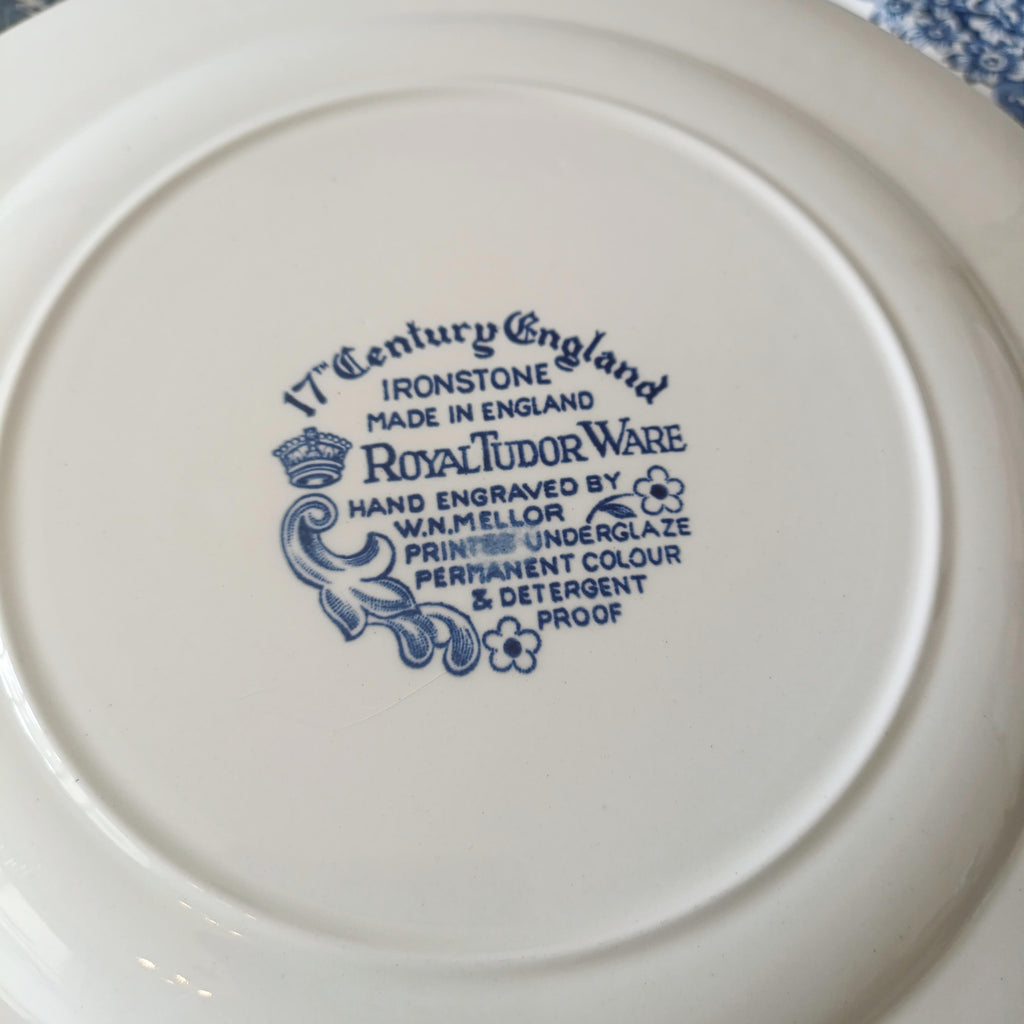 17TH Century England
IRONSTONE
MADE IN ENGLAND
ROYAL TUDOR WARE
HAND ENGRAVED BY
W.N.MELLOR
PRINTED UNDERGLAZE
PERMANENT COLOUR
& DETERGENT
PROOF